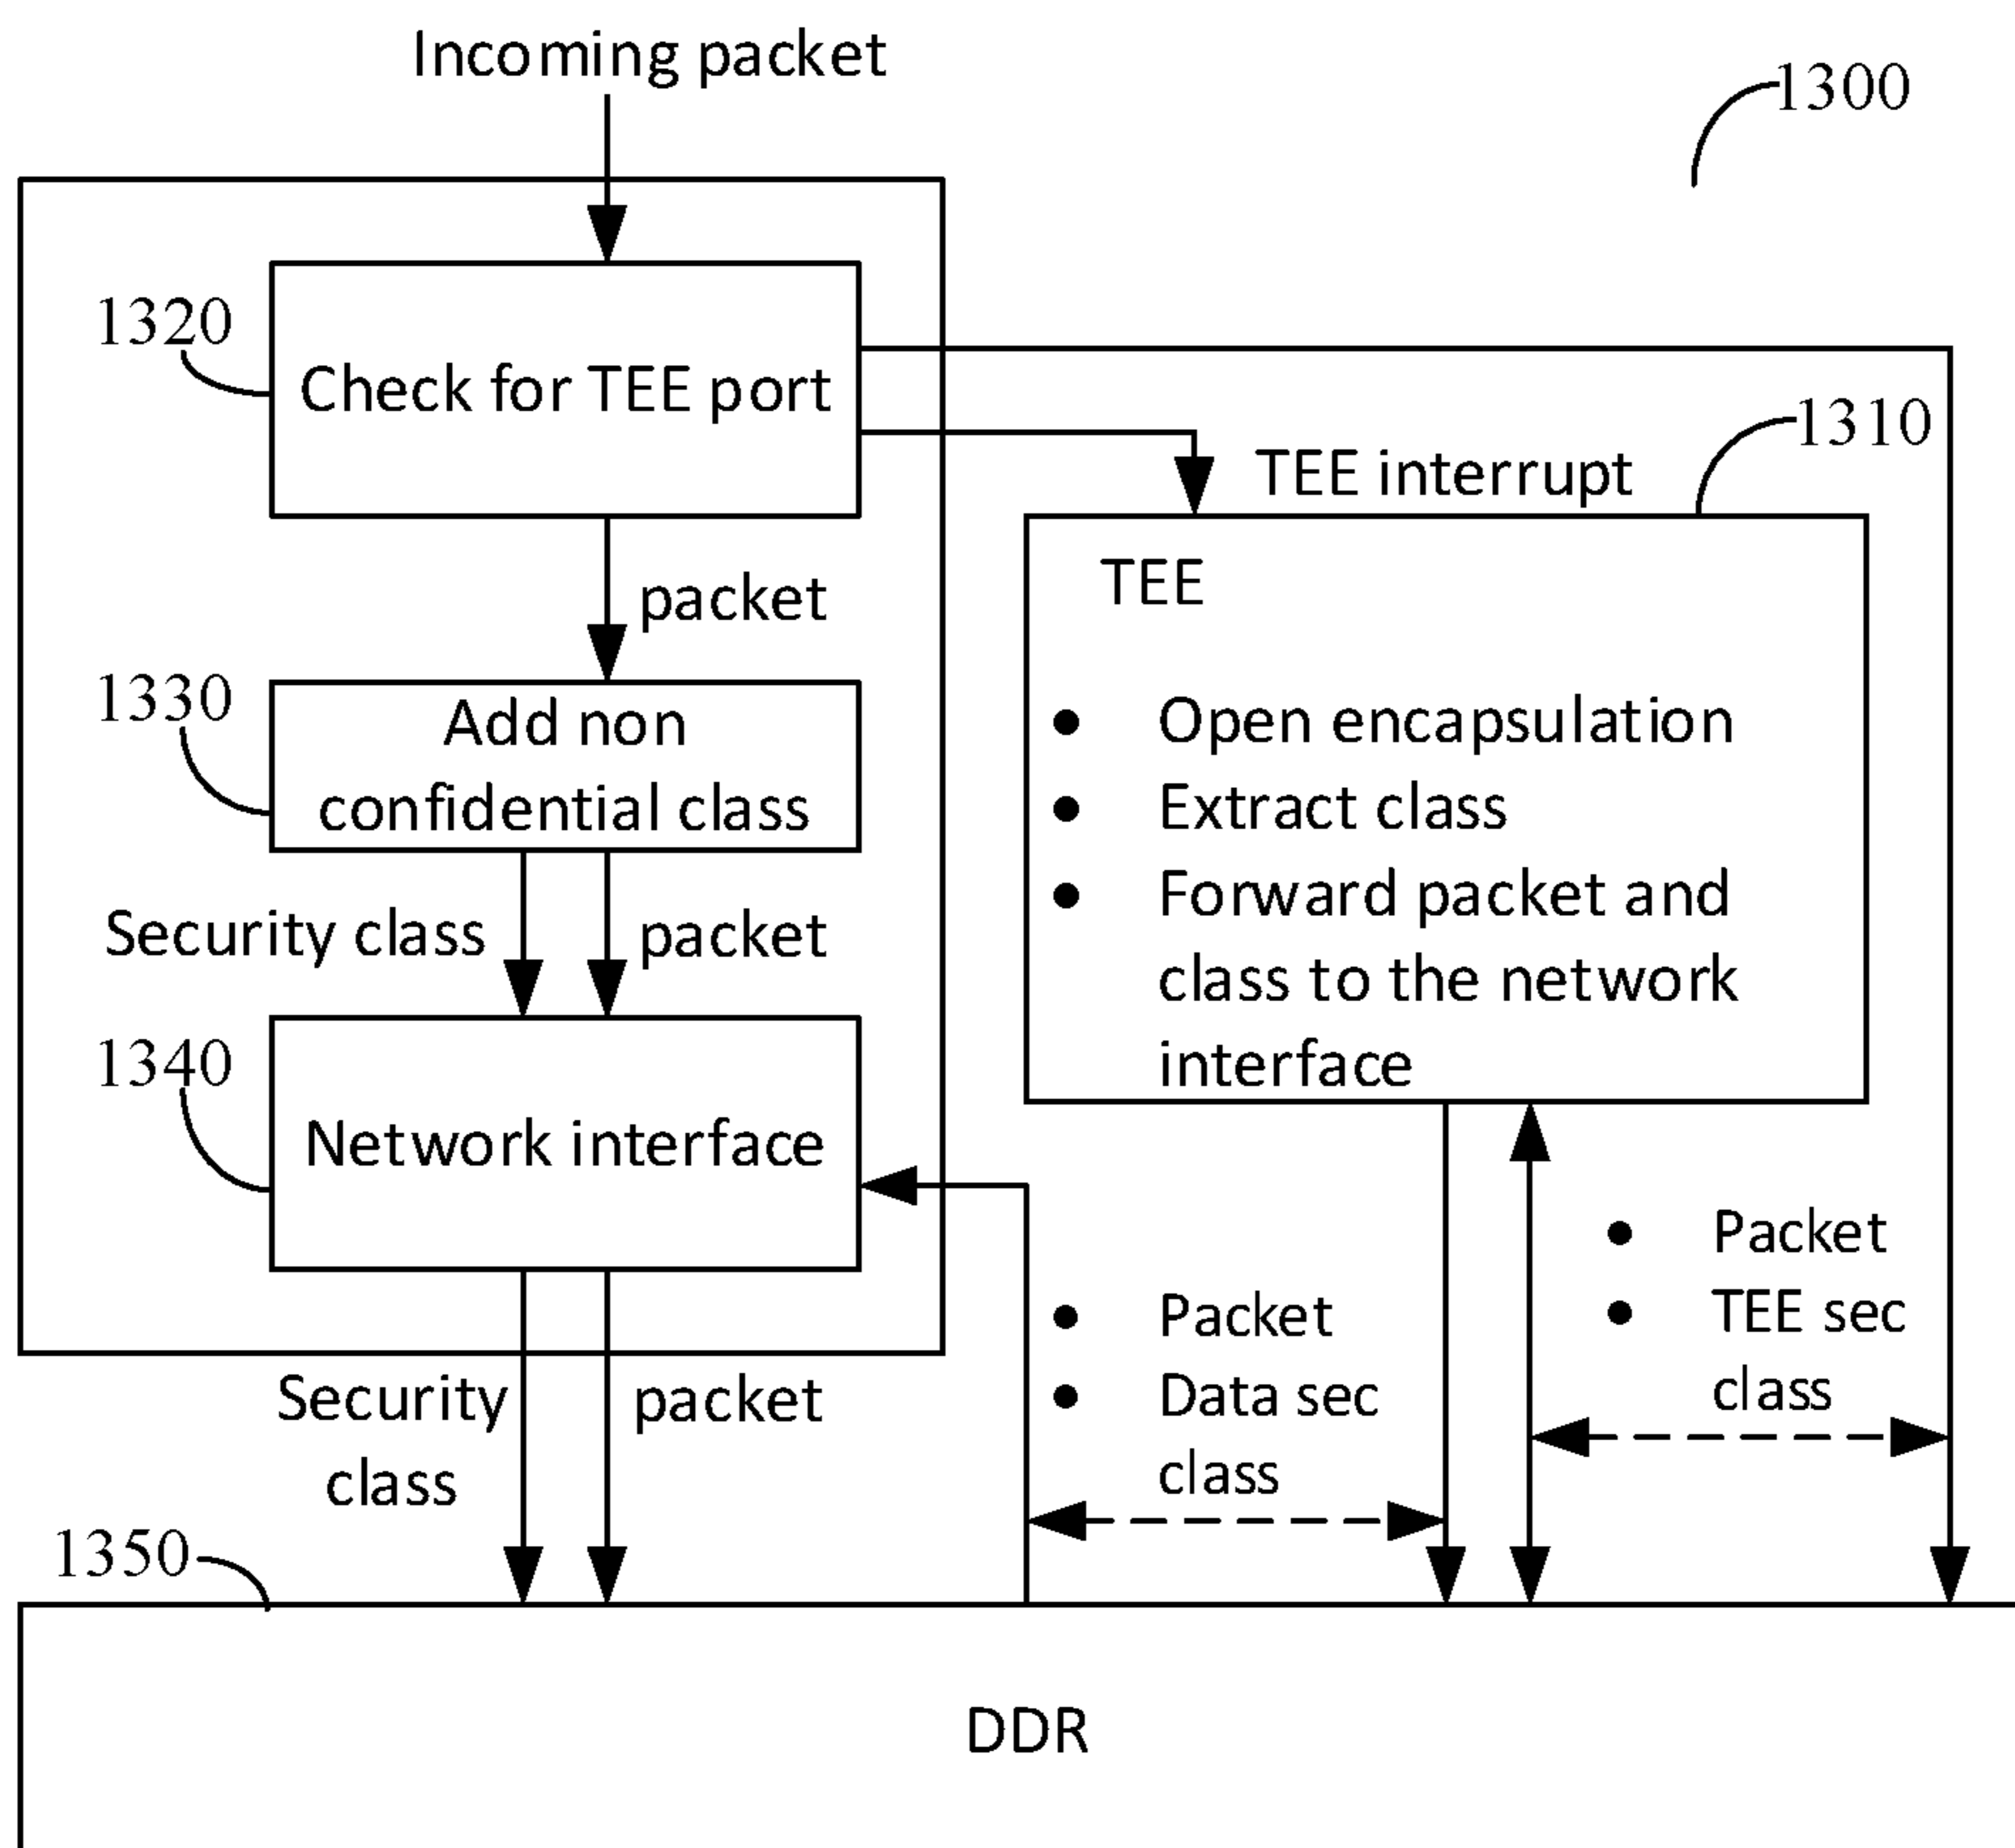 Incoming packet
1300
1320
Check for TEE port
1310
TEE interrupt
TEE
packet
1330
Add non
confidential class
• Open encapsulation
• Extract class
• Forward packet and
class to the network
interface
Security class
packet
1340
Network interface
• Packet
• TEE sec
class
• Packet
• Data sec
class
Security
class
packet
1350
DDR